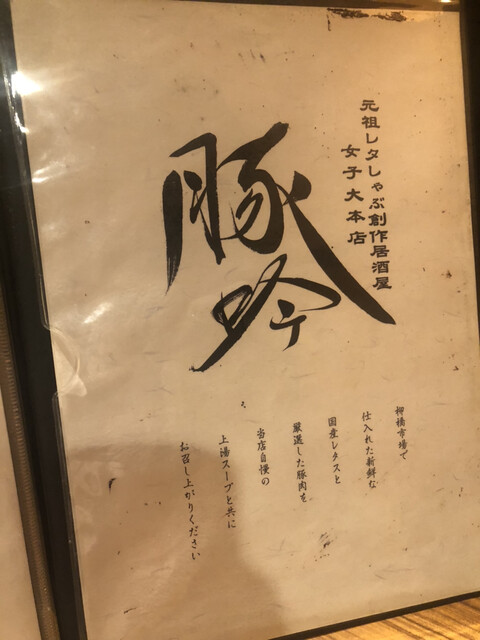 元祖レタしゃぶ創作居酒屋
女子大本店
豚吟
柳橋市場で
仕入れた新鮮な
国産レタスと
厳選した豚肉を
当店自慢の
上湯スープと共に
お召し上がりください